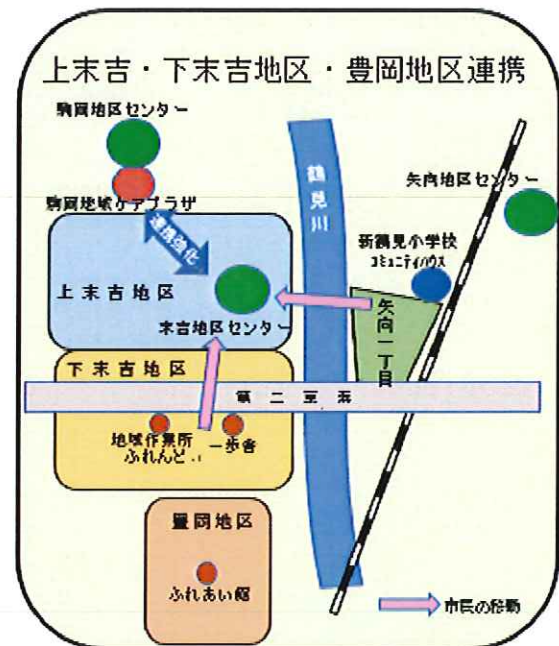 上末吉・下末吉地区・豊岡地区連携
駒岡地区センター
駒岡地域ケアプラザ
連携強化
鶴見川
矢向地区センター
新鶴見小学校
コミュニティハウス
上末吉地区
末吉地区センター
矢向一丁目
下末吉地区
第二京浜
地域作業所
ふれんど
一歩舎
豊岡地区
ふれあい館
市民の移動